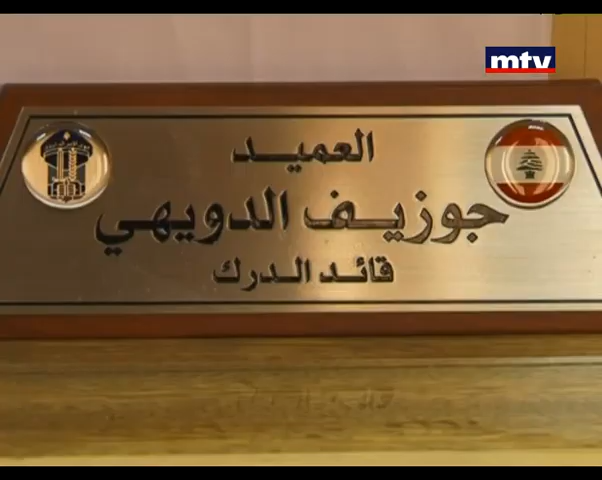 mtv
العميد
جوزيف الدويهي
قائد الدرك